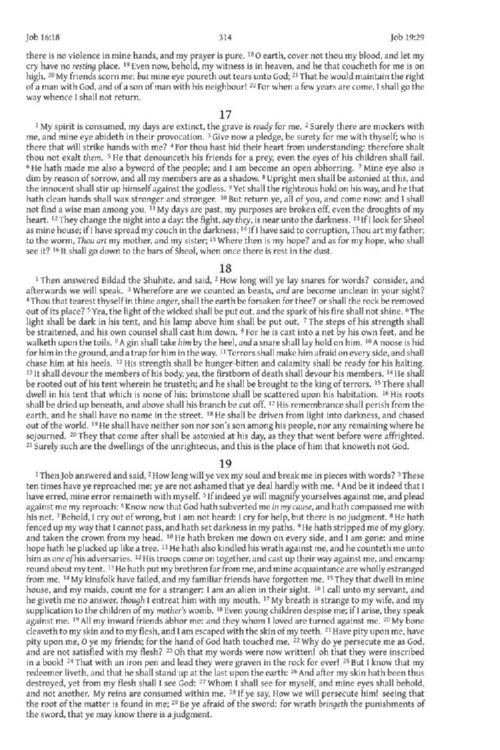 Job 16:18 314 Job 19:29
there is no violence in mine hands, and my prayer is pure. 18 O earth, cover not thou my blood, and let my
cry have no resting place. 19 Even now, behold, my witness is in heaven, and he that coucheth for me is on
high. 20 My friends scorn me: but mine eye poureth out tears unto God; 21 That he would maintain the right
of a man with God, and of a son of man with his neighbour! 22 For when a few years are come, I shall go the
way whence I shall not return.
17
1 My spirit is consumed, my days are extinct, the grave is ready for me. 2 Surely there are mockers with
me, and mine eye abideth in their provocation. 3 Give now a pledge, be surety for me with thyself; who is
there that will strike hands with me? 4 For thou hast hid their heart from understanding: therefore shalt
thou not exalt them. 5 He that denounceth his friends for a prey, even the eyes of his children shall fail.
6 He hath made me also a byword of the people; and I am become an open abhorring. 7 Mine eye also is
dim by reason of sorrow, and all my members are as a shadow. 8 Upright men shall be astonied at this, and
the innocent shall stir up himself against the godless. 9 Yet shall the righteous hold on his way, and he that
hath clean hands shall wax stronger and stronger. 10 But return ye, all of you, and come now: and I shall
not find a wise man among you. 11 My days are past, my purposes are broken off, even the thoughts of my
heart. 12 They change the night into a day: the light, say they, is near unto the darkness. 13 If I look for Sheol
as mine house; if I have spread my couch in the darkness; 14 If I have said to corruption, Thou art my father;
to the worm, Thou art my mother, and my sister; 15 Where then is my hope? and as for my hope, who shall
see it? 16 It shall go down to the bars of Sheol, when once there is rest in the dust.
18
1 Then answered Bildad the Shuhite, and said, 2 How long will ye lay snares for words? consider, and
afterwards we will speak. 3 Wherefore are we counted as beasts, and are become unclean in your sight?
4 Thou that tearest thyself in thine anger, shall the earth be forsaken for thee? or shall the rock be removed
out of its place? 5 Yea, the light of the wicked shall be put out, and the spark of his fire shall not shine. 6 The
light shall be dark in his tent, and his lamp above him shall be put out. 7 The steps of his strength shall
be straitened, and his own counsel shall cast him down. 8 For he is cast into a net by his own feet, and he
walketh upon the toils. 9 A gin shall take him by the heel, and a snare shall lay hold on him. 10 A noose is hid
for him in the ground, and a trap for him in the way. 11 Terrors shall make him afraid on every side, and shall
chase him at his heels. 12 His strength shall be hunger-bitten and calamity shall be ready for his halting.
13 It shall devour the members of his body, yea, the firstborn of death shall devour his members. 14 He shall
be rooted out of his tent wherein he trusteth; and he shall be brought to the king of terrors. 15 There shall
dwell in his tent that which is none of his: brimstone shall be scattered upon his habitation. 16 His roots
shall be dried up beneath, and above shall his branch be cut off. 17 His remembrance shall perish from the
earth, and he shall have no name in the street. 18 He shall be driven from light into darkness, and chased
out of the world. 19 He shall have neither son nor son's son among his people, nor any remaining where he
sojourned. 20 They that come after shall be astonied at his day, as they that went before were affrighted.
21 Surely such are the dwellings of the unrighteous, and this is the place of him that knoweth not God.
19
1 Then Job answered and said, 2 How long will ye vex my soul and break me in pieces with words? 3 These
ten times have ye reproached me: ye are not ashamed that ye deal hardly with me. 4 And be it indeed that I
have erred, mine error remaineth with myself. 5 If indeed ye will magnify yourselves against me, and plead
against me my reproach: 6 Know now that God hath subverted me in my cause, and hath compassed me with
his net. 7 Behold, I cry out of wrong, but I am not heard: I cry for help, but there is no judgment. 8 He hath
fenced up my way that I cannot pass, and hath set darkness in my paths. 9 He hath stripped me of my glory,
and taken the crown from my head. 10 He hath broken me down on every side, and I am gone: and mine
hope hath he plucked up like a tree. 11 He hath also kindled his wrath against me, and he counteth me unto
him as one of his adversaries. 12 His troops come on together, and cast up their way against me, and encamp
round about my tent. 13 He hath put my brethren far from me, and mine acquaintance are wholly estranged
from me. 14 My kinsfolk have failed, and my familiar friends have forgotten me. 15 They that dwell in mine
house, and my maids, count me for a stranger: I am an alien in their sight. 16 I call unto my servant, and
he giveth me no answer, though I entreat him with my mouth. 17 My breath is strange to my wife, and my
supplication to the children of my mother's womb. 18 Even young children despise me; if I arise, they speak
against me. 19 All my inward friends abhor me: and they whom I loved are turned against me. 20 My bone
cleaveth to my skin and to my flesh, and I am escaped with the skin of my teeth. 21 Have pity upon me, have
pity upon me, O ye my friends; for the hand of God hath touched me. 22 Why do ye persecute me as God,
and are not satisfied with my flesh? 23 Oh that my words were now written! oh that they were inscribed
in a book! 24 That with an iron pen and lead they were graven in the rock for ever! 25 But I know that my
redeemer liveth, and that he shall stand up at the last upon the earth: 26 And after my skin hath been thus
destroyed, yet from my flesh shall I see God: 27 Whom I shall see for myself, and mine eyes shall behold,
and not another. My reins are consumed within me. 28 If ye say, How we will persecute him! seeing that
the root of the matter is found in me; 29 Be ye afraid of the sword: for wrath bringeth the punishments of
the sword, that ye may know there is a judgment.